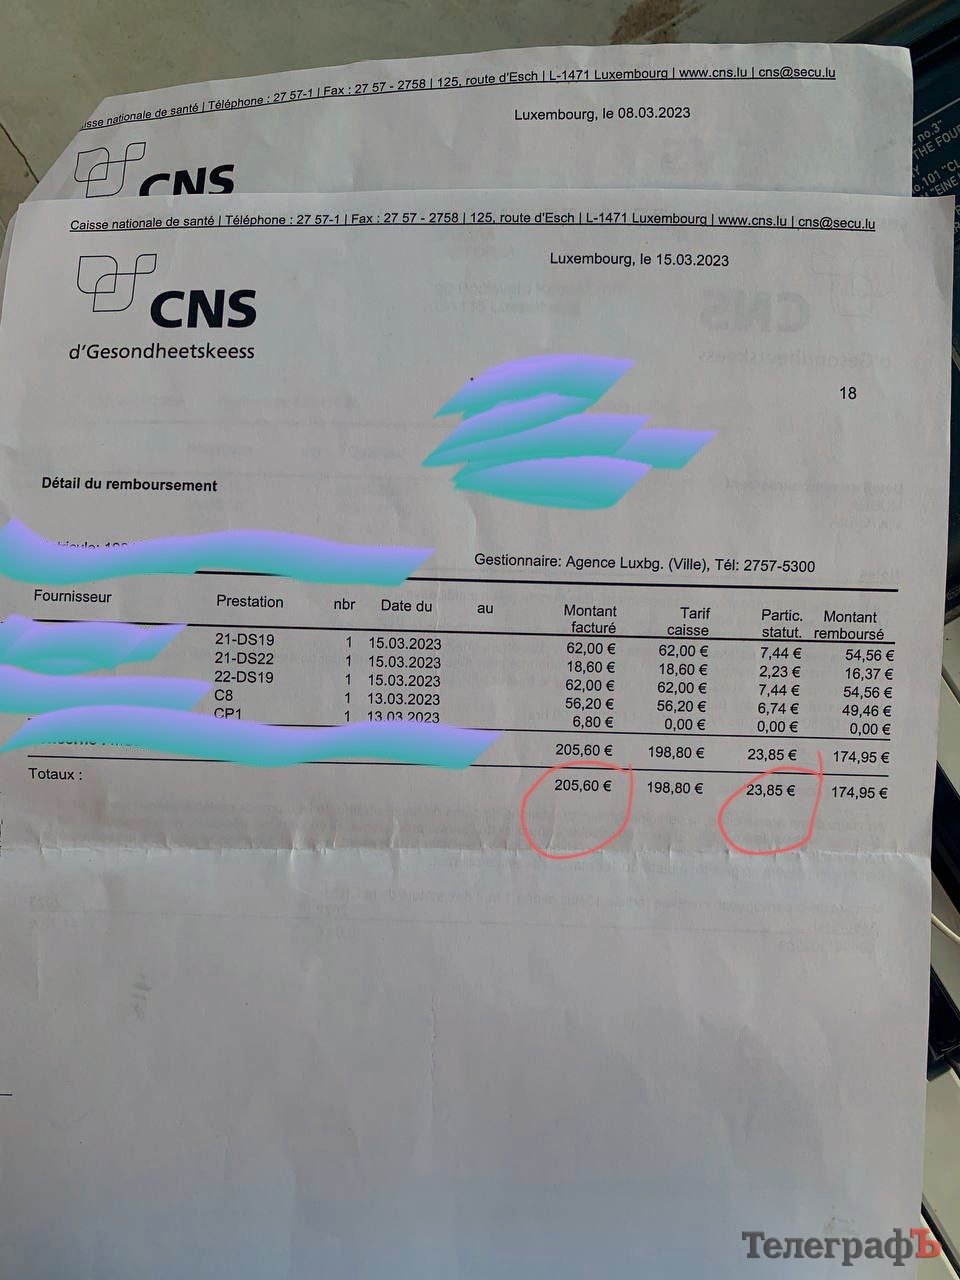 Caisse nationale de santé | Téléphone : 27 57-1 | Fax : 27 57 - 2758 | 125, route d'Esch | L-1471 Luxembourg | www.cns.lu | cns@secu.lu
Luxembourg, le 08.03.2023
CNS
no.3"
THE FOUR
no.101 "CL
"EINE
Caisse nationale de santé | Téléphone : 27 57-1 | Fax : 27 57 - 2758 | 125, route d'Esch | L-1471 Luxembourg | www.cns.lu | cns@secu.lu
Luxembourg, le 15.03.2023
CNS
d'Gesondheetskeess
18
Détail du remboursement
Gestionnaire: Agence Luxbg. (Ville), Tél: 2757-5300
Fournisseur Prestation nbr Date du au Montant facturé Tarif caisse Partic. statut. Montant remboursé
21-DS19 1 15.03.2023 62,00 € 62,00 € 7,44 € 54,56 €
21-DS22 1 15.03.2023 18,60 € 18,60 € 2,23 € 16,37 €
22-DS19 1 15.03.2023 62,00 € 62,00 € 7,44 € 54,56 €
C8 1 13.03.2023 56,20 € 56,20 € 6,74 € 49,46 €
CP1 1 13.03.2023 6,80 € 0,00 € 0,00 € 0,00 €
205,60 € 198,80 € 23,85 € 174,95 €
Totaux : 205,60 € 198,80 € 23,85 € 174,95 €
ТелеграфЪ